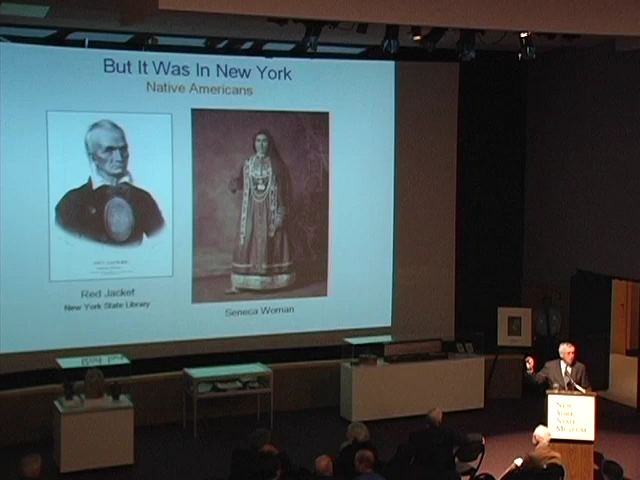 But It Was In New York
Native Americans
Red Jacket
New York State Library
Seneca Woman
New
York
State
Museum